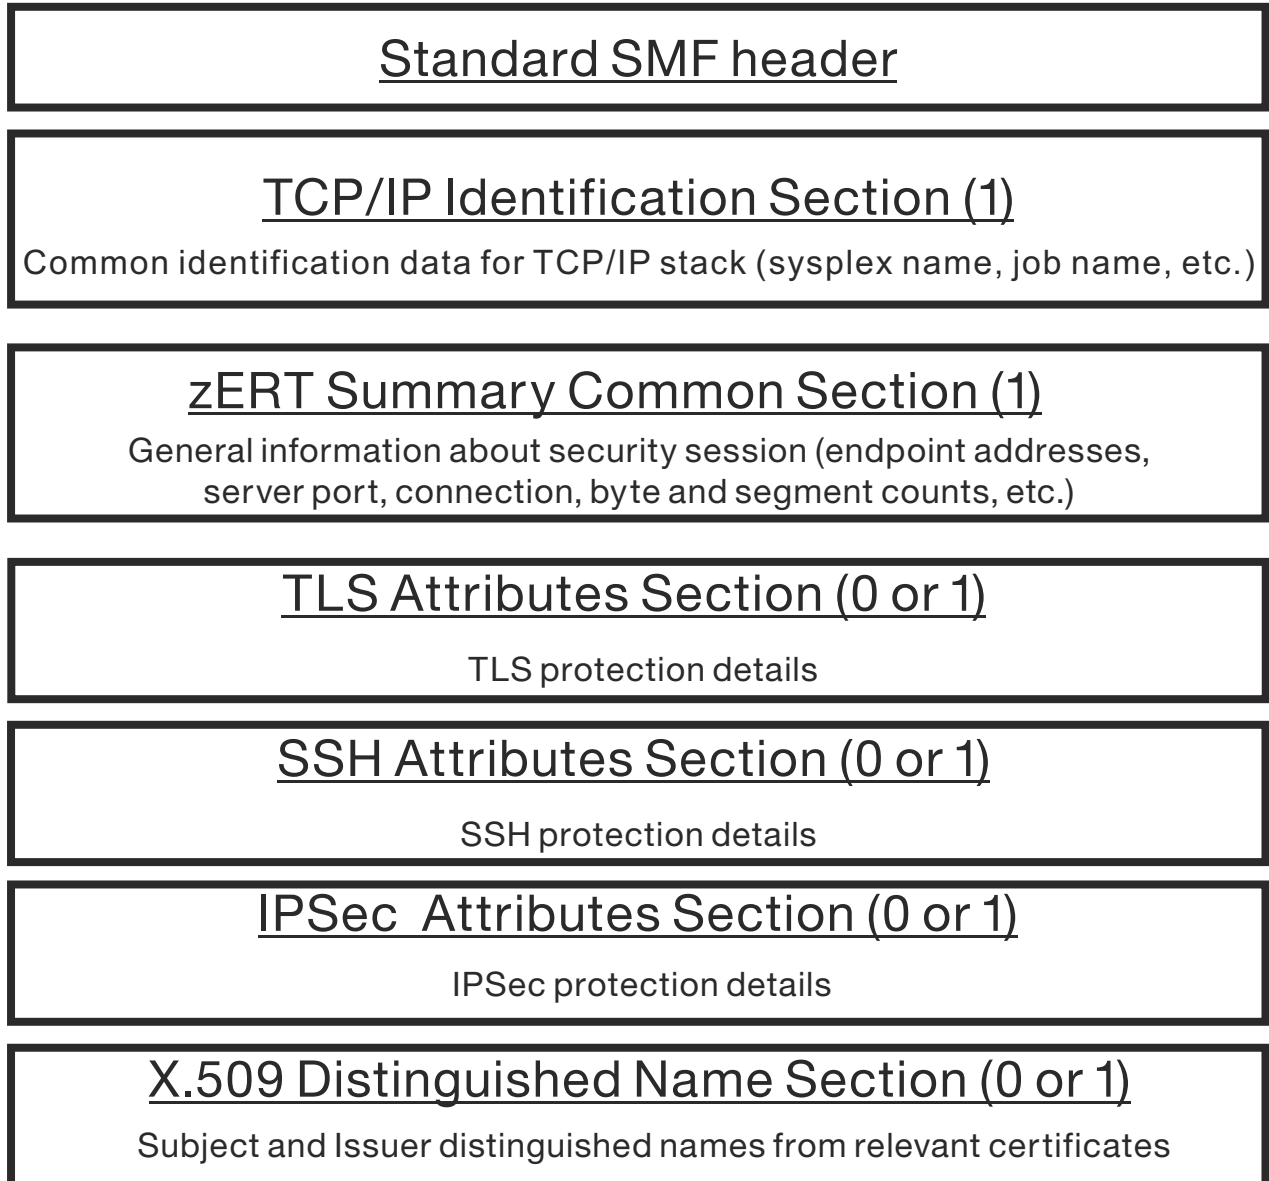 Standard SMF header
TCP/IP Identification Section (1)
Common identification data for TCP/IP stack (sysplex name, job name, etc.)
zERT Summary Common Section (1)
General information about security session (endpoint addresses,
server port, connection, byte and segment counts, etc.)
TLS Attributes Section (0 or 1)
TLS protection details
SSH Attributes Section (0 or 1)
SSH protection details
IPSec  Attributes Section (0 or 1)
IPSec protection details
X.509 Distinguished Name Section (0 or 1)
Subject and Issuer distinguished names from relevant certificates